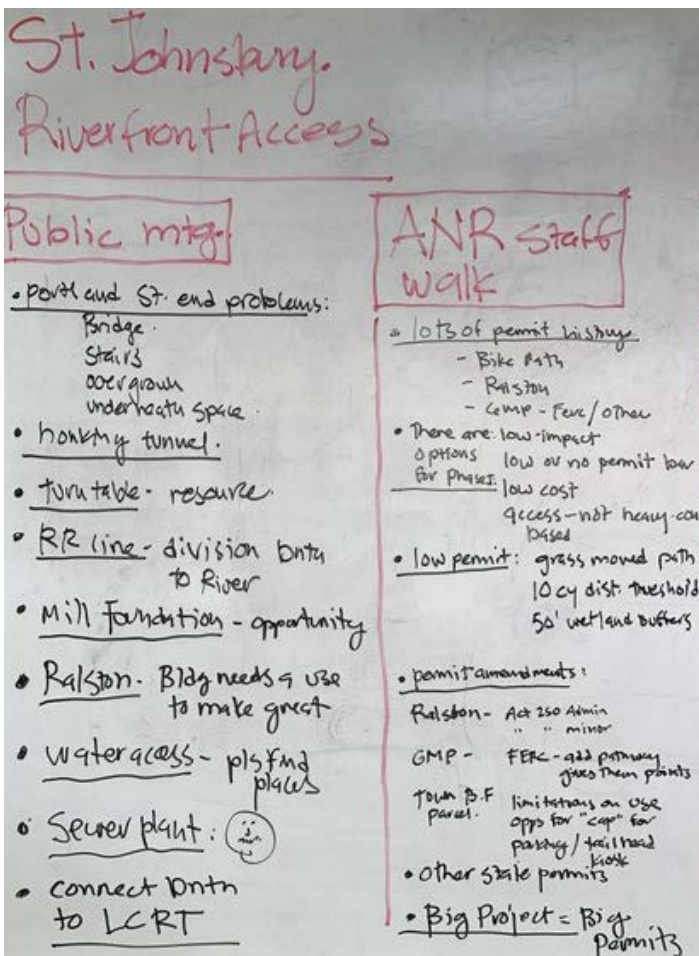 St. Johnsbury.
Riverfront Access
Public mtg.
• portland St. end problems:
Bridge.
Stairs
overgrown
underneath space.
• honking tunnel.
• turntable - resource.
• RR line - division Dntn
to River
• Mill Foundation - opportunity
• Ralston - Bldg needs a use
to make great
• water access - pls find
places
• Sewer plant:
• connect Dntn
to LCRT
ANR staff
walk
• lots of permit history
- Bike Path
- Ralston
- GMP - Ferc/other
• There are: low-impact
options low or no permit
for phases. low cost
access - not heavy
based
• low permit: grass mowed path
10 cy dist. threshold
50' wetland buffers
• permit amendments:
Ralston - Act 250 Admin
" " minor
GMP - FERC - add pathway
gives them points
Town B.F limitations on use
parcel. opps for "cap" for
parking / trailhead
kiosk
• other state permits
• Big Project = Big
Permits